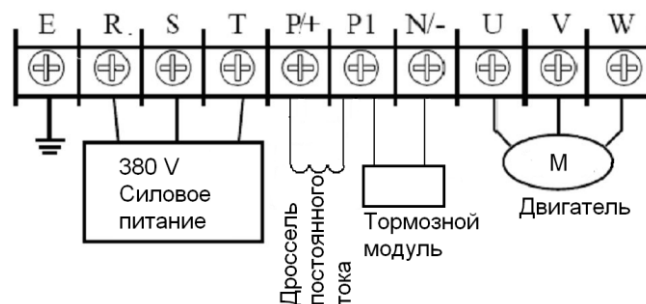 E R S T P/+ P1 N/- U V W
380 V
Силовое
питание
Дроссель
постоянного
тока
Тормозной
модуль
M
Двигатель